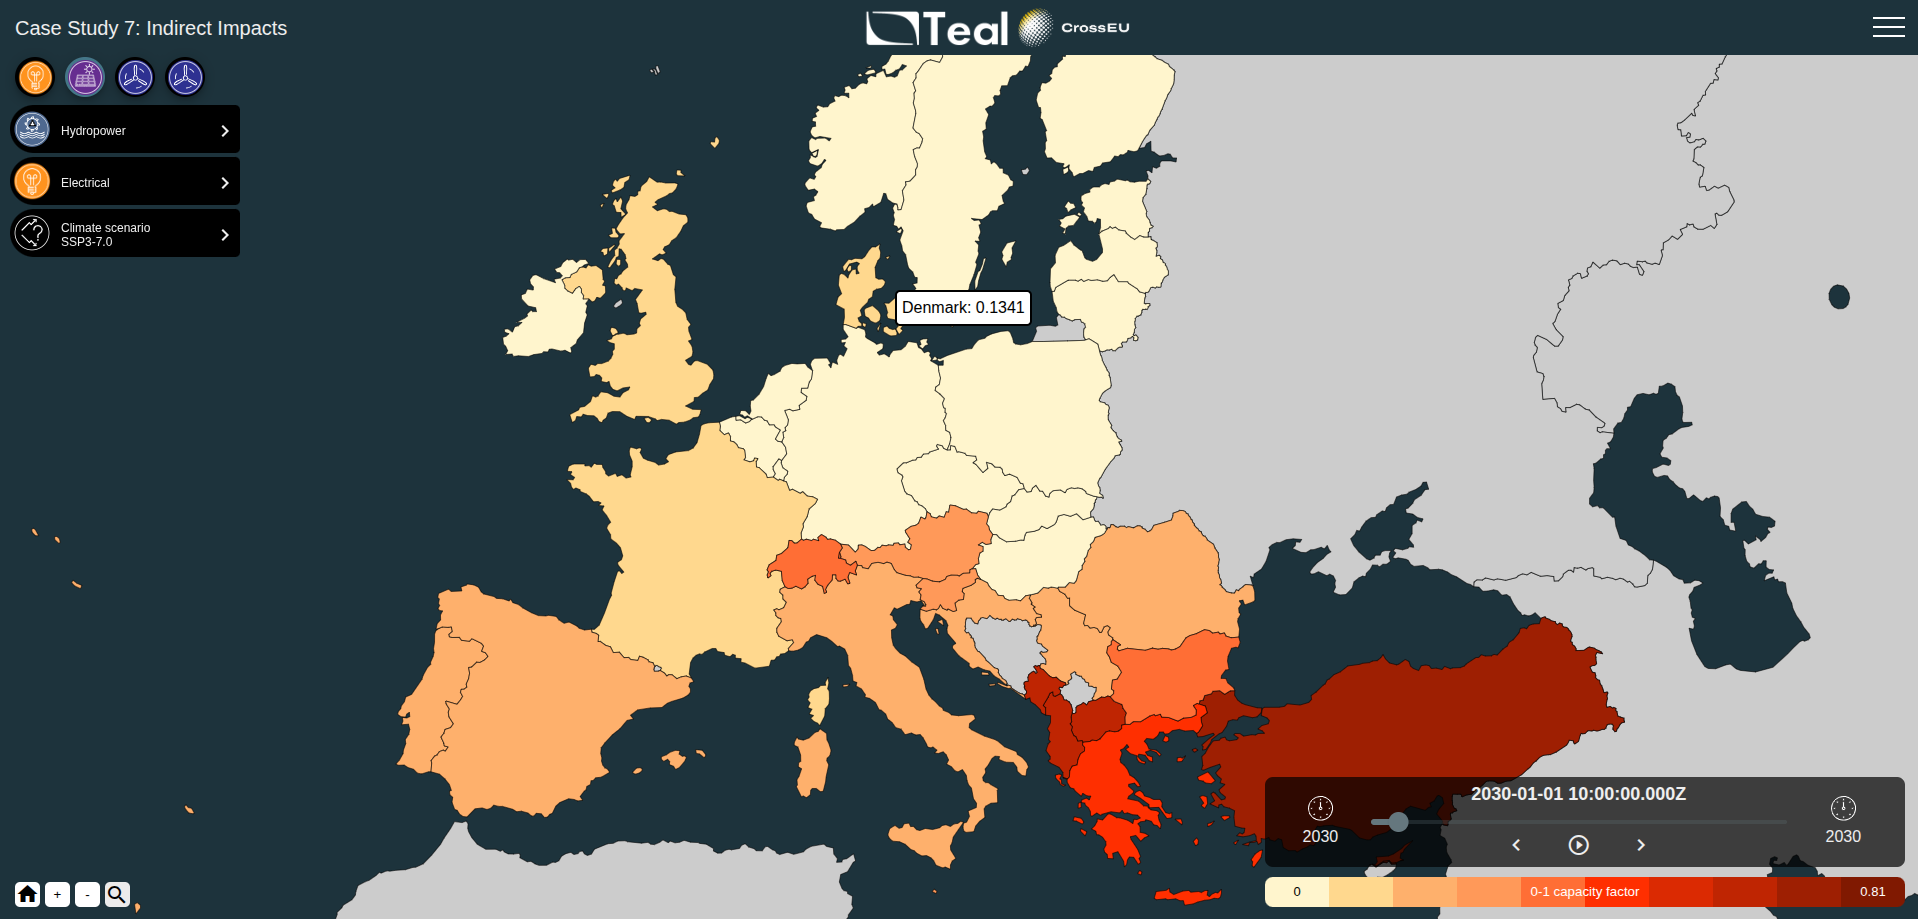 Case Study 7: Indirect Impacts
Teal CrossEU
Hydropower
Electrical
Climate scenario
SSP3-7.0
Denmark: 0.1341
2030-01-01 10:00:00.000Z
2030
2030
0
0-1 capacity factor
0.81
+
-